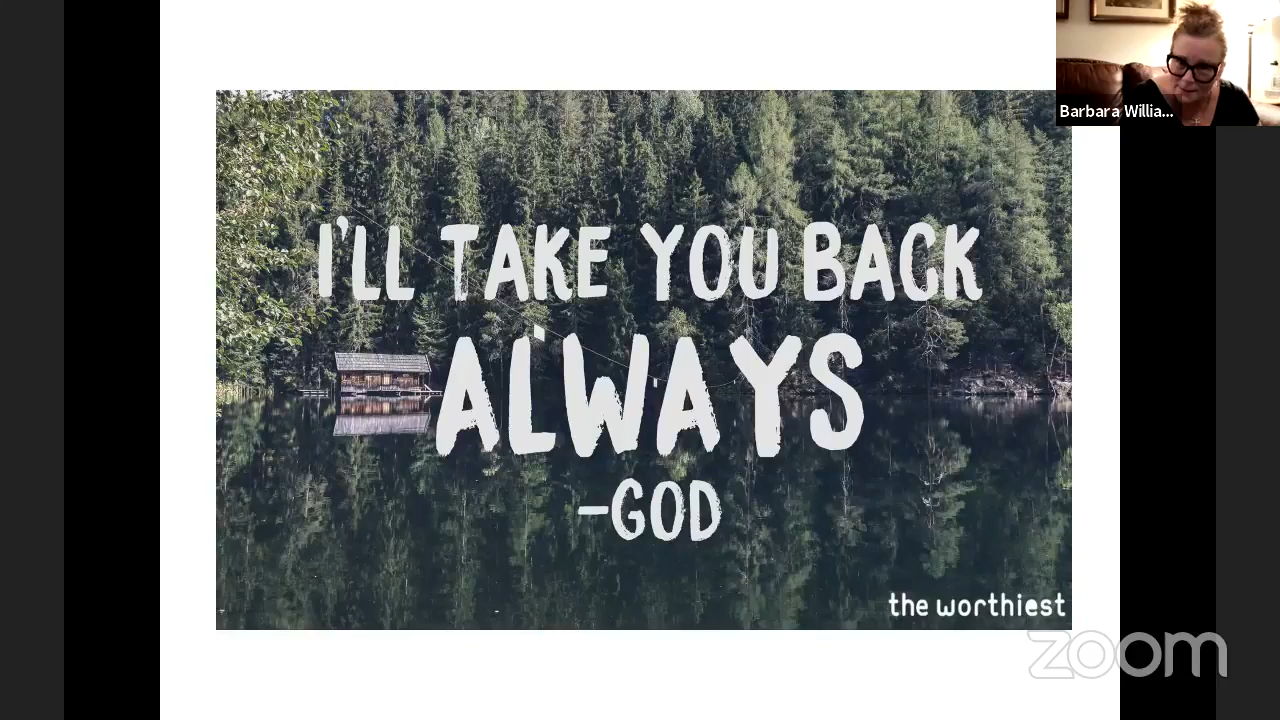 Barbara Willia...
I'LL TAKE YOU BACK
ALWAYS
-GOD
the worthiest
zoom